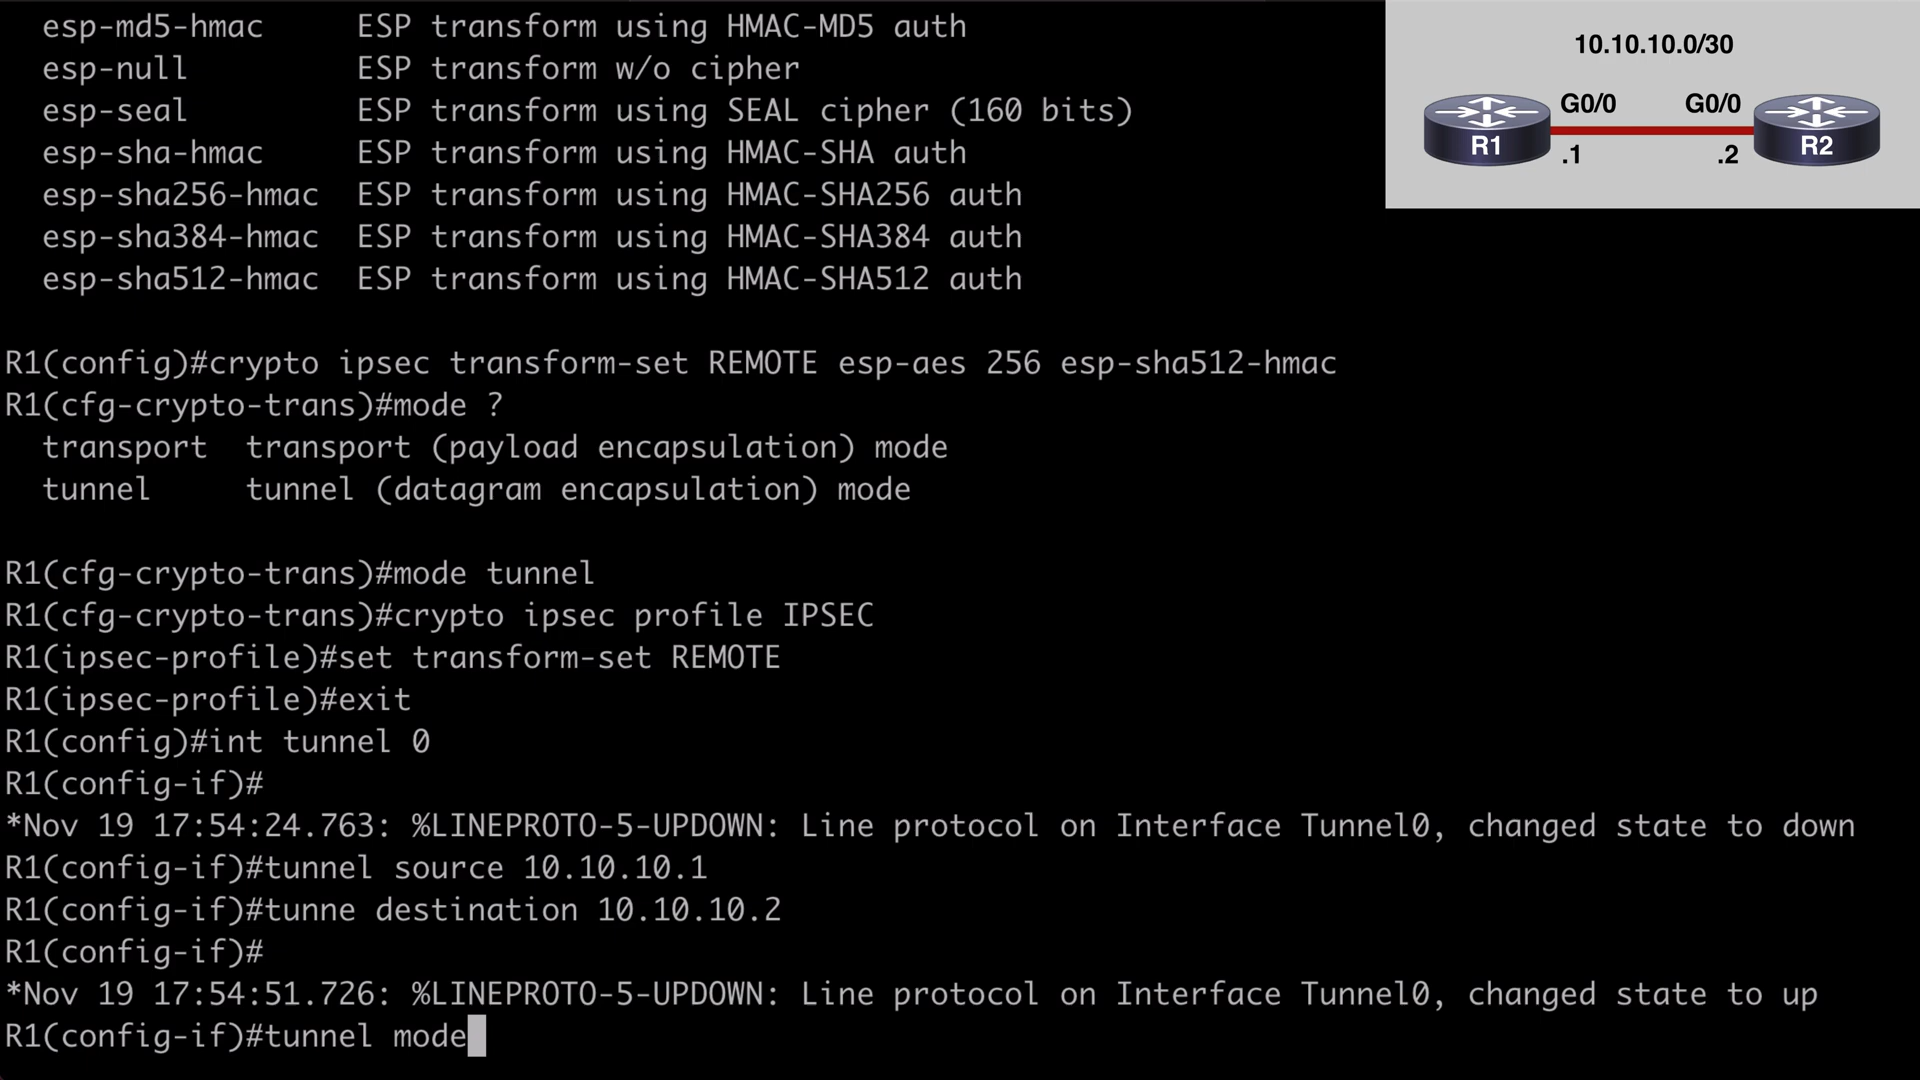 esp-md5-hmac     ESP transform using HMAC-MD5 auth
esp-null         ESP transform w/o cipher
esp-seal         ESP transform using SEAL cipher (160 bits)
esp-sha-hmac     ESP transform using HMAC-SHA auth
esp-sha256-hmac  ESP transform using HMAC-SHA256 auth
esp-sha384-hmac  ESP transform using HMAC-SHA384 auth
esp-sha512-hmac  ESP transform using HMAC-SHA512 auth
R1(config)#crypto ipsec transform-set REMOTE esp-aes 256 esp-sha512-hmac
R1(cfg-crypto-trans)#mode ?
transport  transport (payload encapsulation) mode
tunnel     tunnel (datagram encapsulation) mode
R1(cfg-crypto-trans)#mode tunnel
R1(cfg-crypto-trans)#crypto ipsec profile IPSEC
R1(ipsec-profile)#set transform-set REMOTE
R1(ipsec-profile)#exit
R1(config)#int tunnel 0
R1(config-if)#
*Nov 19 17:54:24.763: %LINEPROTO-5-UPDOWN: Line protocol on Interface Tunnel0, changed state to down
R1(config-if)#tunnel source 10.10.10.1
R1(config-if)#tunne destination 10.10.10.2
R1(config-if)#
*Nov 19 17:54:51.726: %LINEPROTO-5-UPDOWN: Line protocol on Interface Tunnel0, changed state to up
R1(config-if)#tunnel mode
10.10.10.0/30
G0/0 G0/0
R1 R2
.1 .2